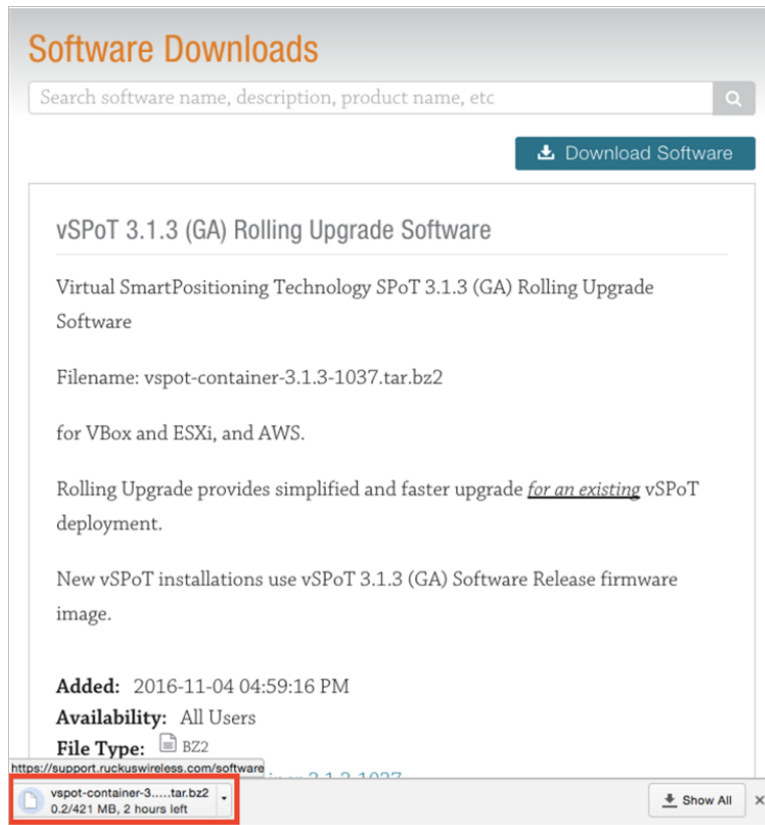 Software Downloads
Search software name, description, product name, etc
Download Software
vSPoT 3.1.3 (GA) Rolling Upgrade Software
Virtual SmartPositioning Technology SPoT 3.1.3 (GA) Rolling Upgrade
Software
Filename: vspot-container-3.1.3-1037.tar.bz2
for VBox and ESXi, and AWS.
Rolling Upgrade provides simplified and faster upgrade for an existing vSPoT
deployment.
New vSPoT installations use vSPoT 3.1.3 (GA) Software Release firmware
image.
Added: 2016-11-04 04:59:16 PM
Availability: All Users
File Type: BZ2
https://support.ruckuswireless.com/software
vspot-container-3.....tar.bz2
0.2/421 MB, 2 hours left
Show All